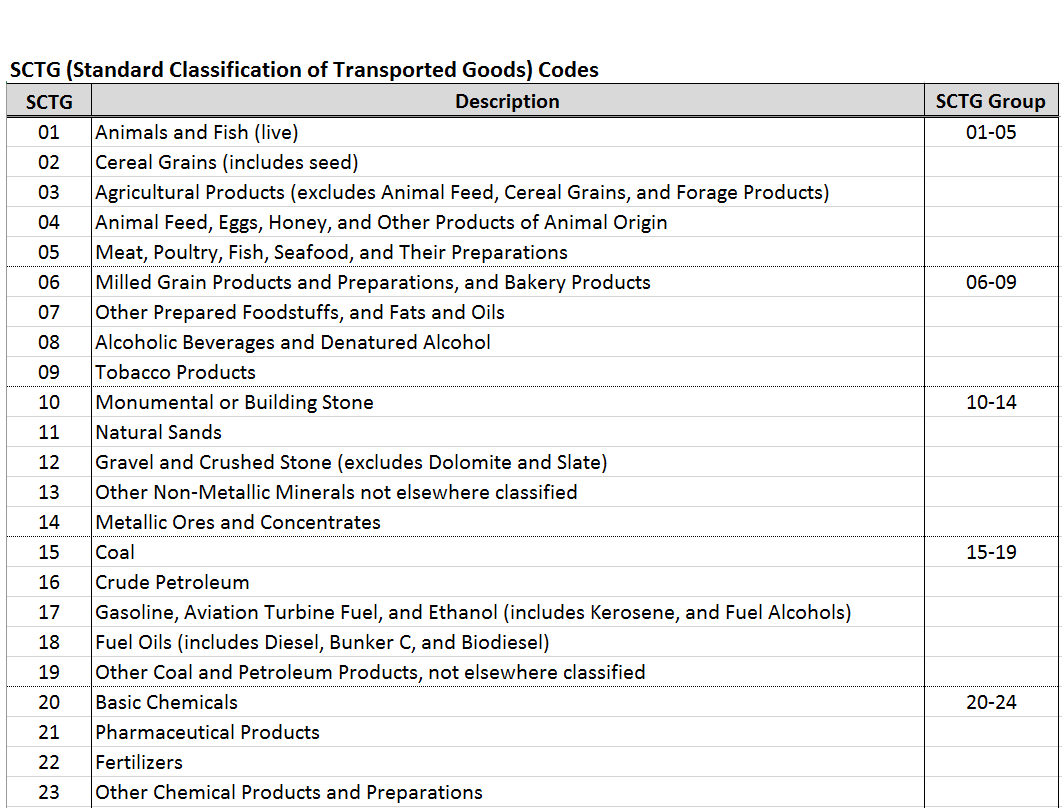 SCTG (Standard Classification of Transported Goods) Codes
SCTG Description SCTG Group
01 Animals and Fish (live) 01-05
02 Cereal Grains (includes seed)
03 Agricultural Products (excludes Animal Feed, Cereal Grains, and Forage Products)
04 Animal Feed, Eggs, Honey, and Other Products of Animal Origin
05 Meat, Poultry, Fish, Seafood, and Their Preparations
06 Milled Grain Products and Preparations, and Bakery Products 06-09
07 Other Prepared Foodstuffs, and Fats and Oils
08 Alcoholic Beverages and Denatured Alcohol
09 Tobacco Products
10 Monumental or Building Stone 10-14
11 Natural Sands
12 Gravel and Crushed Stone (excludes Dolomite and Slate)
13 Other Non-Metallic Minerals not elsewhere classified
14 Metallic Ores and Concentrates
15 Coal 15-19
16 Crude Petroleum
17 Gasoline, Aviation Turbine Fuel, and Ethanol (includes Kerosene, and Fuel Alcohols)
18 Fuel Oils (includes Diesel, Bunker C, and Biodiesel)
19 Other Coal and Petroleum Products, not elsewhere classified
20 Basic Chemicals 20-24
21 Pharmaceutical Products
22 Fertilizers
23 Other Chemical Products and Preparations